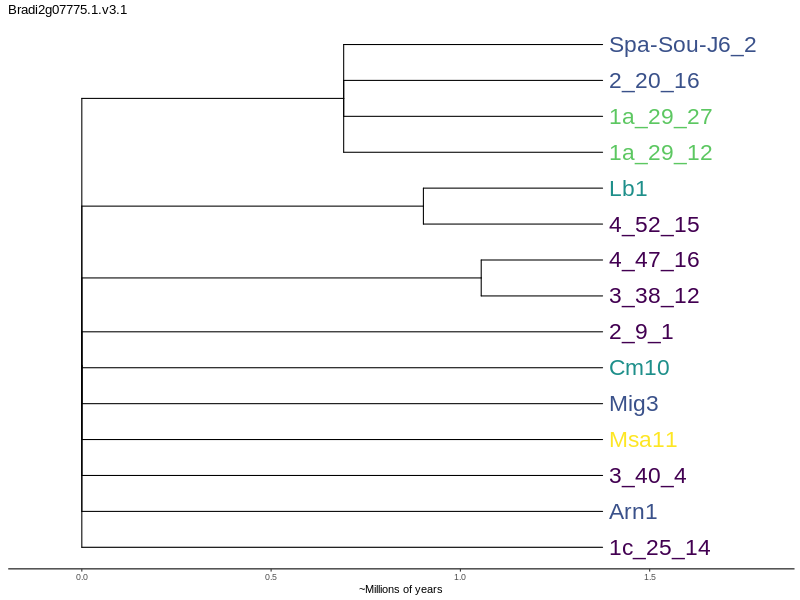 Bradi2g07775.1.v3.1
Spa-Sou-J6_2
2_20_16
1a_29_27
1a_29_12
Lb1
4_52_15
4_47_16
3_38_12
2_9_1
Cm10
Mig3
Msa11
3_40_4
Arn1
1c_25_14
0.0 0.5 1.0 1.5
~Millions of years